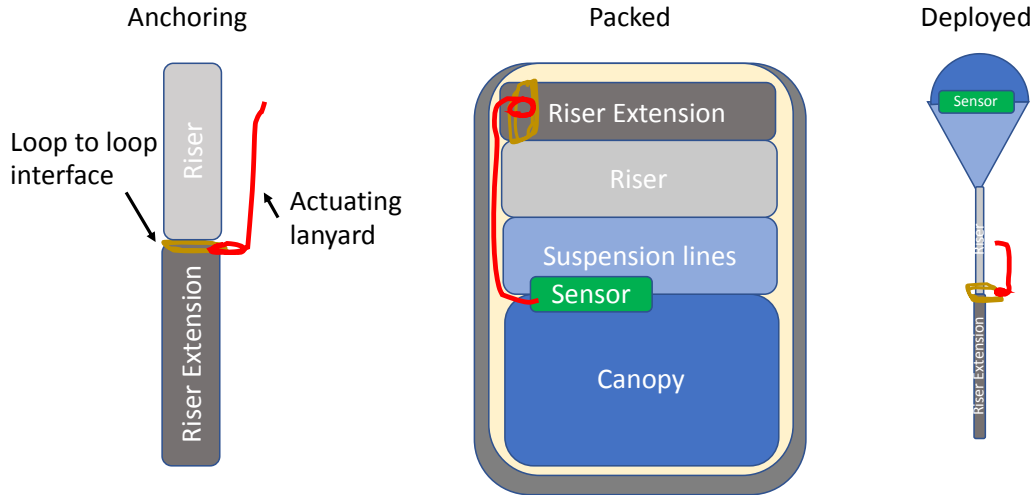 Anchoring
Packed
Deployed
Riser
Loop to loop
interface
Actuating
lanyard
Riser Extension
Riser Extension
Riser
Suspension lines
Sensor
Canopy
Sensor
Riser
Riser Extension